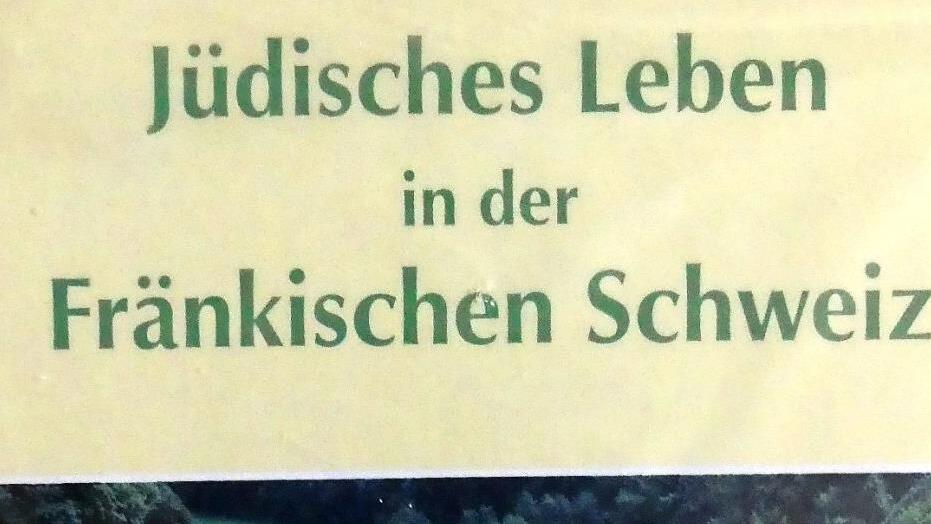 Jüdisches Leben
in der
Fränkischen Schweiz